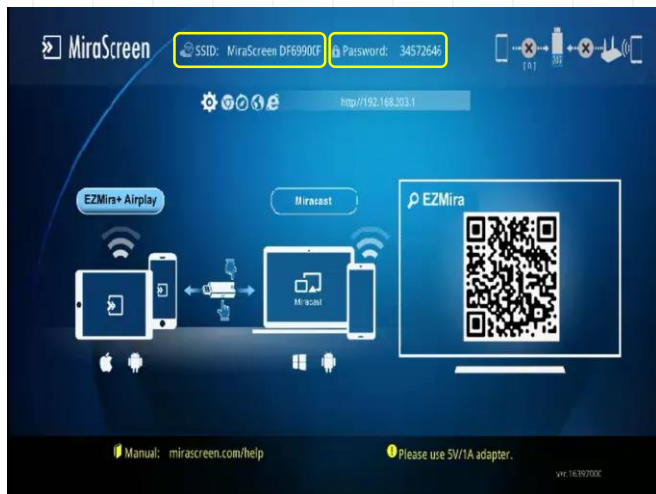 MiraScreen
SSID: MiraScreen DF6990CF
Password: 34572646
[ 0 ]
http//192.168.203.1
EZMira+ Airplay
Miracast
EZMira
Miracast
Manual: mirascreen.com/help
Please use 5V/1A adapter.
ver. 1639700C